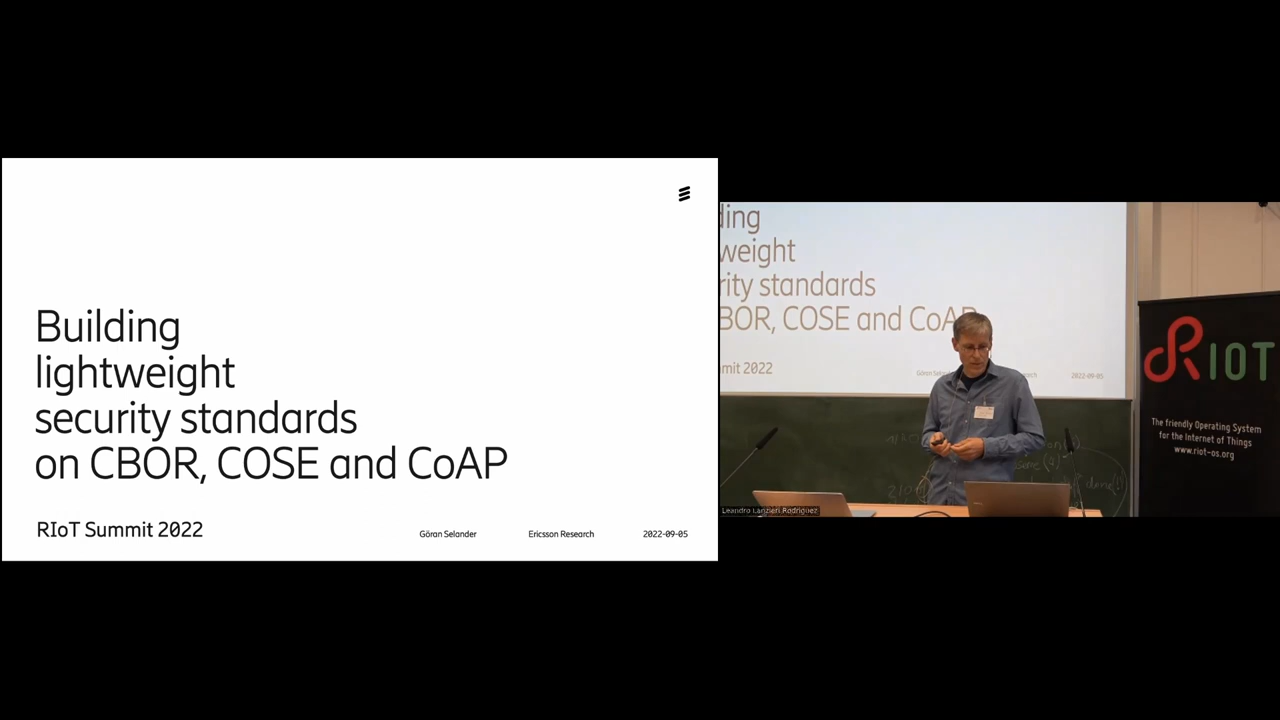 Building
lightweight
security standards
on CBOR, COSE and CoAP
RIoT Summit 2022
Göran Selander
Ericsson Research
2022-09-05
ding
weight
rity standards
BOR, COSE and CoAP
mit 2022
2022-09-05
RIOT
The friendly Operating System
for the Internet of Things
www.riot-os.org
Leandro Lanzieri Rodriguez